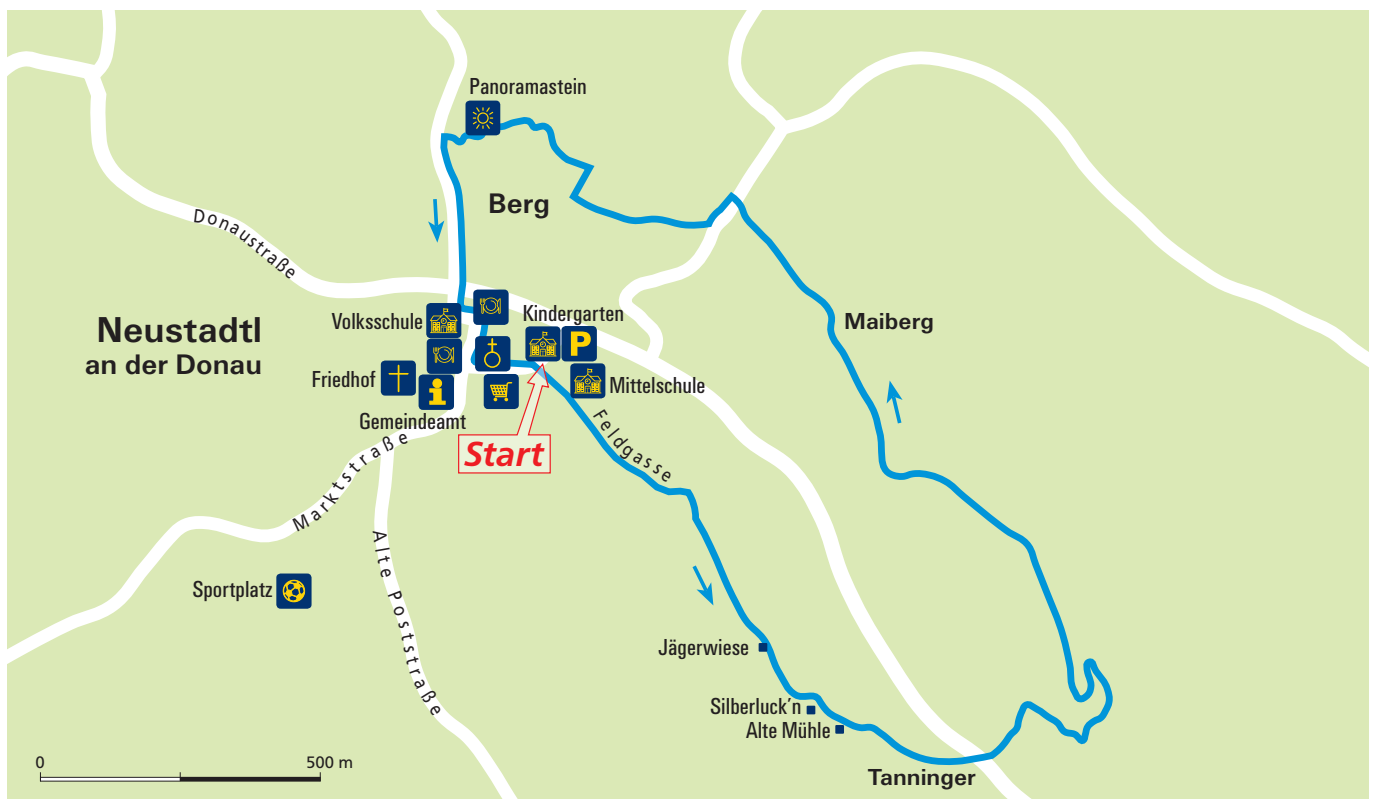 Panoramastein
Berg
Donaustraße
Neustadtl
an der Donau
Volksschule
Kindergarten
P
Maiberg
Friedhof
i
Mittelschule
Gemeindeamt
Start
Feldgasse
Marktstraße
Alte Poststraße
Sportplatz
Jägerwiese
Silberluck'n
Alte Mühle
Tanninger
0 500 m